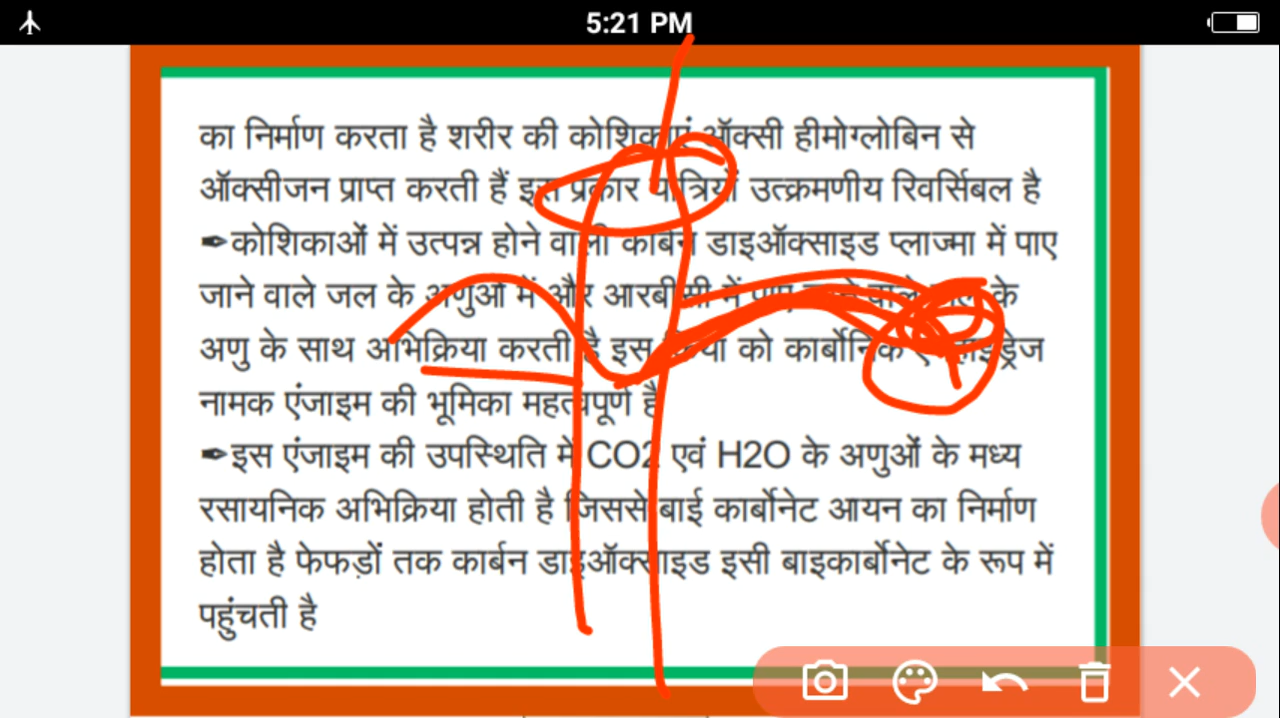 5:21 PM
का निर्माण करता है शरीर की कोशिकाएं ऑक्सी हीमोग्लोबिन से
ऑक्सीजन प्राप्त करती हैं इस प्रकार उत्क्रमणीय रिवर्सिबल है
✒कोशिकाओं में उत्पन्न होने वाली कार्बन डाइऑक्साइड प्लाज्मा में पाए
जाने वाले जल के अणुओं में और आरबीसी में पाए जाने वाले जल के
अणु के साथ अभिक्रिया करती है इस क्रिया को कार्बोनिक
नामक एंजाइम की भूमिका महत्वपूर्ण है
✒इस एंजाइम की उपस्थिति में CO2 एवं H2O के अणुओं के मध्य
रसायनिक अभिक्रिया होती है जिससे बाई कार्बोनेट आयन का निर्माण
होता है फेफड़ों तक कार्बन डाइऑक्साइड इसी बाइकार्बोनेट के रूप में
पहुंचती है